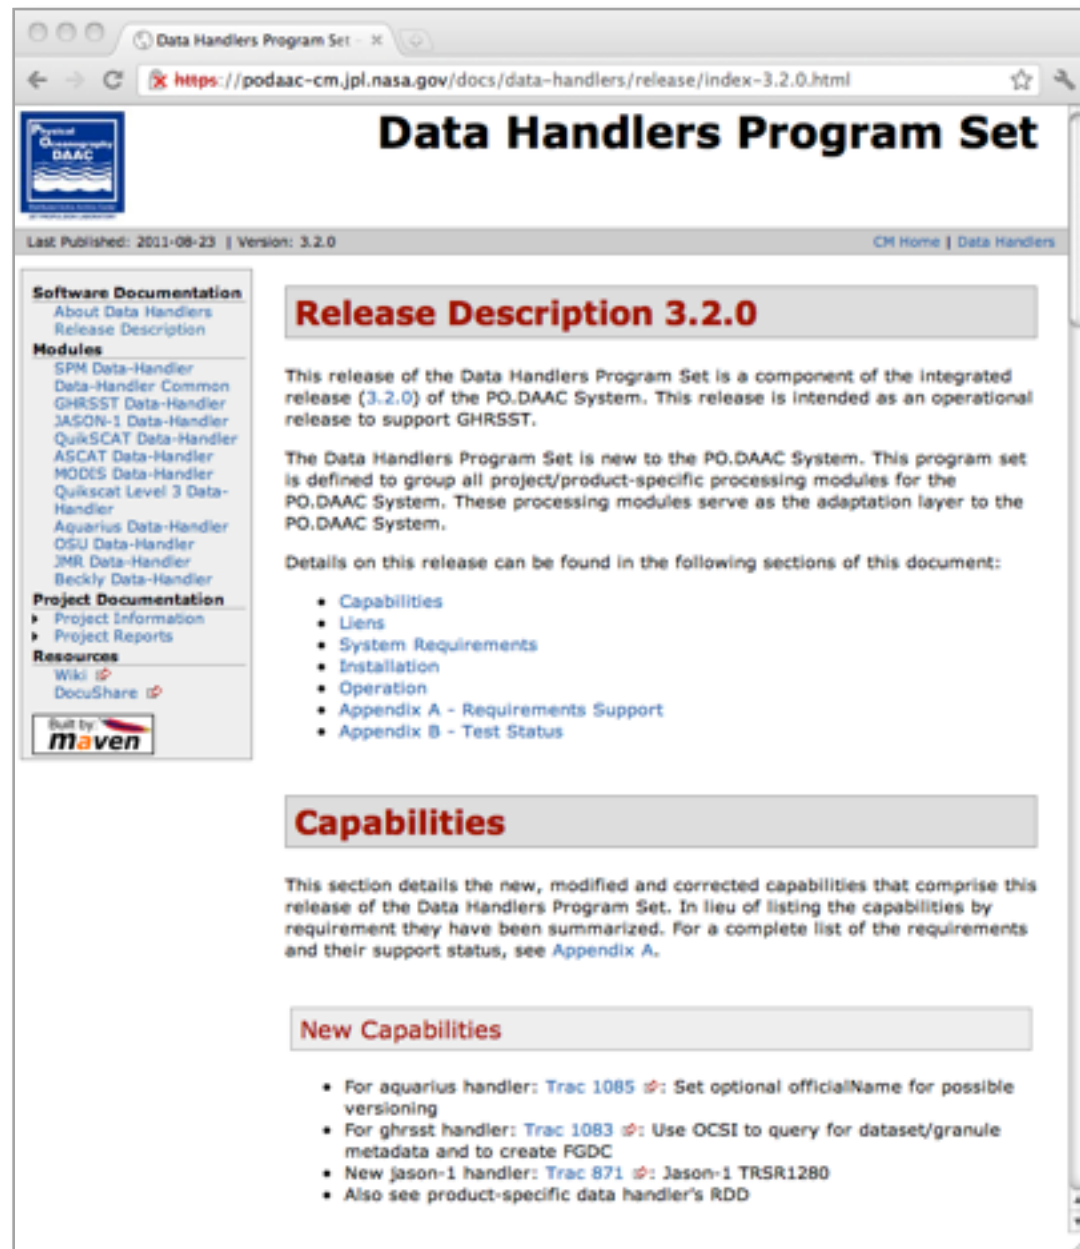 Data Handlers Program Set -
https://podaac-cm.jpl.nasa.gov/docs/data-handlers/release/index-3.2.0.html
Physical
Oceanography
DAAC
Data Handlers Program Set
Last Published: 2011-08-23 | Version: 3.2.0
CM Home | Data Handlers
Software Documentation
About Data Handlers
Release Description
Modules
SPM Data-Handler
Data-Handler Common
GHRSST Data-Handler
JASON-1 Data-Handler
QuikSCAT Data-Handler
ASCAT Data-Handler
MODIS Data-Handler
Quikscat Level 3 Data-
Handler
Aquarius Data-Handler
OSU Data-Handler
JMR Data-Handler
Beckly Data-Handler
Project Documentation
Project Information
Project Reports
Resources
Wiki
DocuShare
Built by
maven
Release Description 3.2.0
This release of the Data Handlers Program Set is a component of the integrated
release (3.2.0) of the PO.DAAC System. This release is intended as an operational
release to support GHRSST.
The Data Handlers Program Set is new to the PO.DAAC System. This program set
is defined to group all project/product-specific processing modules for the
PO.DAAC System. These processing modules serve as the adaptation layer to the
PO.DAAC System.
Details on this release can be found in the following sections of this document:
• Capabilities
• Liens
• System Requirements
• Installation
• Operation
• Appendix A - Requirements Support
• Appendix B - Test Status
Capabilities
This section details the new, modified and corrected capabilities that comprise this
release of the Data Handlers Program Set. In lieu of listing the capabilities by
requirement they have been summarized. For a complete list of the requirements
and their support status, see Appendix A.
New Capabilities
• For aquarius handler: Trac 1085 : Set optional officialName for possible
versioning
• For ghrsst handler: Trac 1083 : Use OCSI to query for dataset/granule
metadata and to create FGDC
• New jason-1 handler: Trac 871 : Jason-1 TRSR1280
• Also see product-specific data handler's RDD